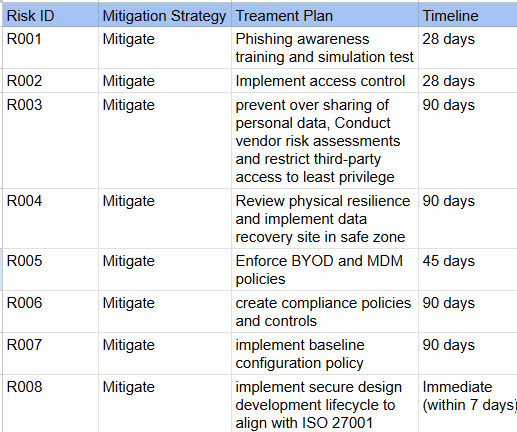 Risk ID Mitigation Strategy Treament Plan Timeline
R001 Mitigate Phishing awareness 28 days
training and simulation test
R002 Mitigate Implement access control 28 days
R003 Mitigate prevent over sharing of 90 days
personal data, Conduct
vendor risk assessments
and restrict third-party
access to least privilege
R004 Mitigate Review physical resilience 90 days
and implement data
recovery site in safe zone
R005 Mitigate Enforce BYOD and MDM 45 days
policies
R006 Mitigate create compliance policies 90 days
and controls
R007 Mitigate implement baseline 90 days
configuration policy
R008 Mitigate implement secure design Immediate
development lifecycle to (within 7 days)
align with ISO 27001